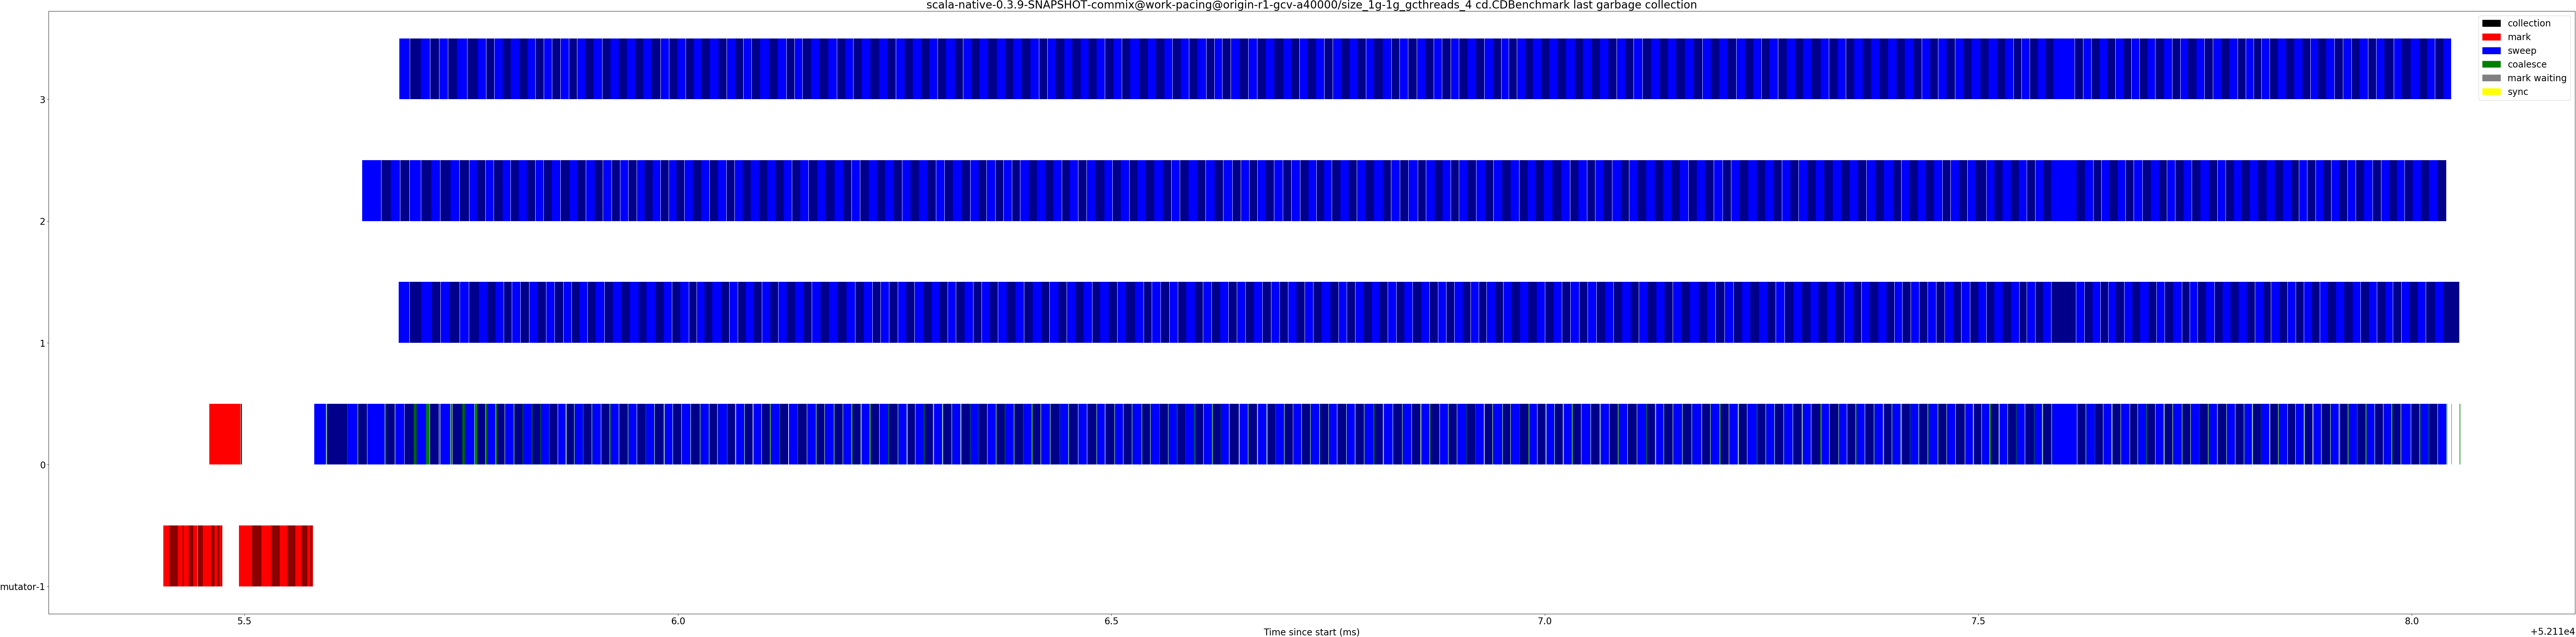 scala-native-0.3.9-SNAPSHOT-commix@work-pacing@origin-r1-gcv-a40000/size_1g-1g_gcthreads_4 cd.CDBenchmark last garbage collection
collection
mark
sweep
coalesce
mark waiting
sync
3
2
1
0
mutator-1
5.5 6.0 6.5 7.0 7.5 8.0
Time since start (ms)
+5.211e4